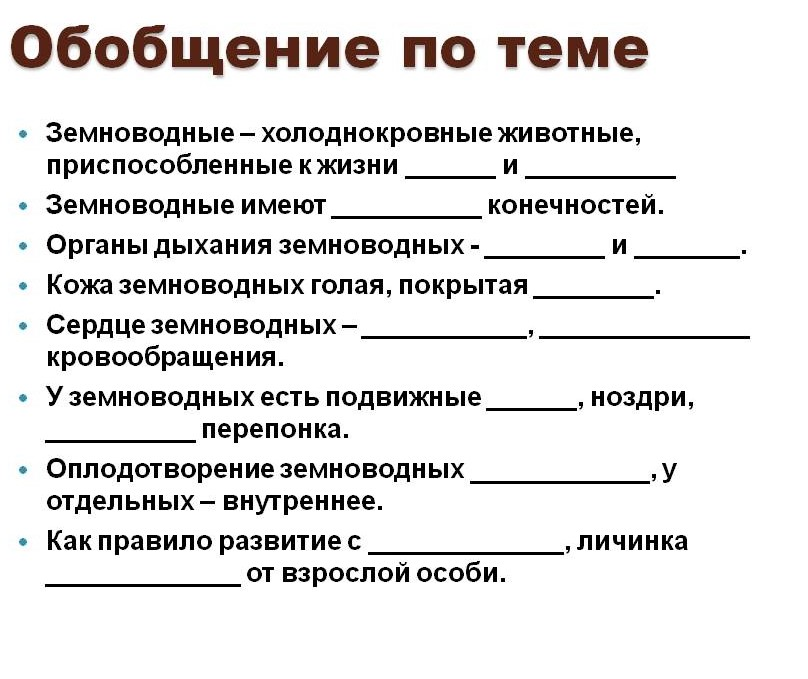 Обобщение по теме
• Земноводные – холоднокровные животные,
приспособленные к жизни ______ и __________
• Земноводные имеют __________ конечностей.
• Органы дыхания земноводных - ________ и _______.
• Кожа земноводных голая, покрытая ________.
• Сердце земноводных – ___________, ______________
кровообращения.
• У земноводных есть подвижные ______, ноздри,
__________ перепонка.
• Оплодотворение земноводных ____________, у
отдельных – внутреннее.
• Как правило развитие с _____________, личинка
_____________ от взрослой особи.